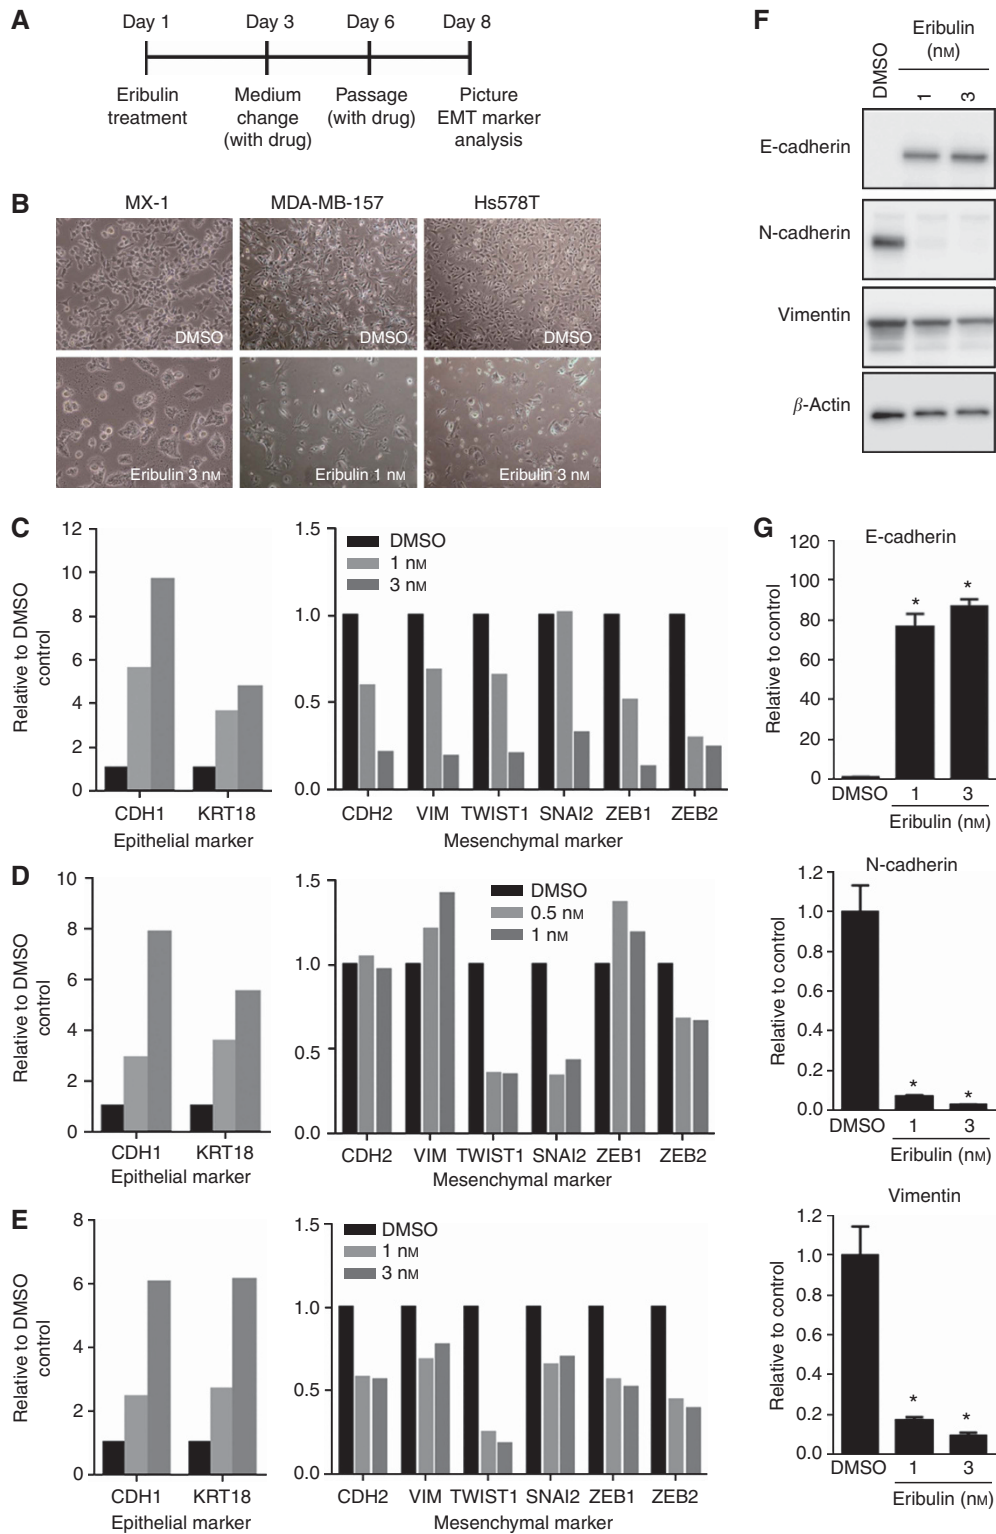 A
Day 1 Day 3 Day 6 Day 8
Eribulin treatment
Medium change (with drug)
Passage (with drug)
Picture EMT marker analysis
B
MX-1 MDA-MB-157 Hs578T
DMSO DMSO DMSO
Eribulin 3 nM Eribulin 1 nM Eribulin 3 nM
C
Relative to DMSO control
12
10
8
6
4
2
0
CDH1 KRT18
Epithelial marker
1.5
1.0
0.5
0.0
DMSO
1 nM
3 nM
CDH2 VIM TWIST1 SNAI2 ZEB1 ZEB2
Mesenchymal marker
D
Relative to DMSO control
10
8
6
4
2
0
CDH1 KRT18
Epithelial marker
1.5
1.0
0.5
0.0
DMSO
0.5 nM
1 nM
CDH2 VIM TWIST1 SNAI2 ZEB1 ZEB2
Mesenchymal marker
E
Relative to DMSO control
8
6
4
2
0
CDH1 KRT18
Epithelial marker
1.5
1.0
0.5
0.0
DMSO
1 nM
3 nM
CDH2 VIM TWIST1 SNAI2 ZEB1 ZEB2
Mesenchymal marker
F
Eribulin
(nM)
DMSO 1 3
E-cadherin
N-cadherin
Vimentin
β-Actin
G
E-cadherin
Relative to control
120
100
80
60
40
20
0
* *
DMSO 1 3
Eribulin (nM)
N-cadherin
Relative to control
1.2
1.0
0.8
0.6
0.4
0.2
0.0
* *
DMSO 1 3
Eribulin (nM)
Vimentin
Relative to control
1.2
1.0
0.8
0.6
0.4
0.2
0.0
* *
DMSO 1 3
Eribulin (nM)